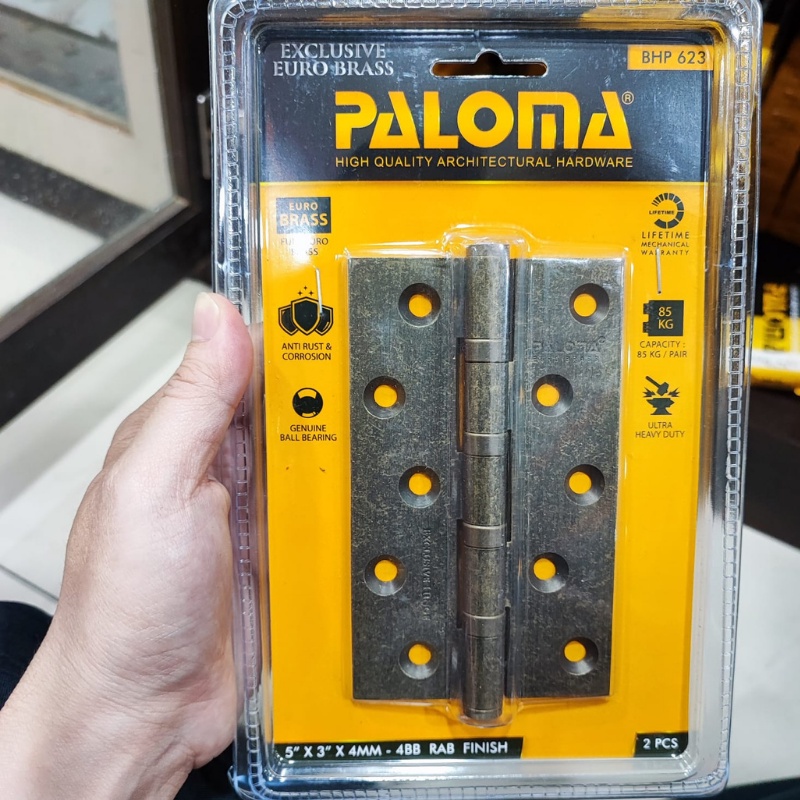 EXCLUSIVE
EURO BRASS
BHP 623
PALOMA®
HIGH QUALITY ARCHITECTURAL HARDWARE
EURO
BRASS
LIFETIME
LIFETIME
MECHANICAL
WARRANTY
ANTI RUST &
CORROSION
85
KG
CAPACITY :
85 KG / PAIR
PALOMA
GENUINE
BALL BEARING
ULTRA
HEAVY DUTY
5" X 3" X 4MM - 4BB RAB FINISH
2 PCS